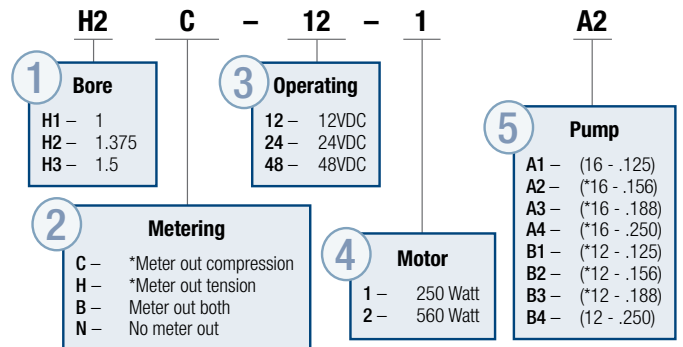 H2 C – 12 – 1 A2
1
Bore
H1 – 1
H2 – 1.375
H3 – 1.5
3
Operating
12 – 12VDC
24 – 24VDC
48 – 48VDC
5
Pump
A1 – (16 - .125)
A2 – (*16 - .156)
A3 – (*16 - .188)
A4 – (*16 - .250)
B1 – (*12 - .125)
B2 – (*12 - .156)
B3 – (*12 - .188)
B4 – (12 - .250)
2
Metering
C – *Meter out compression
H – *Meter out tension
B – Meter out both
N – No meter out
4
Motor
1 – 250 Watt
2 – 560 Watt